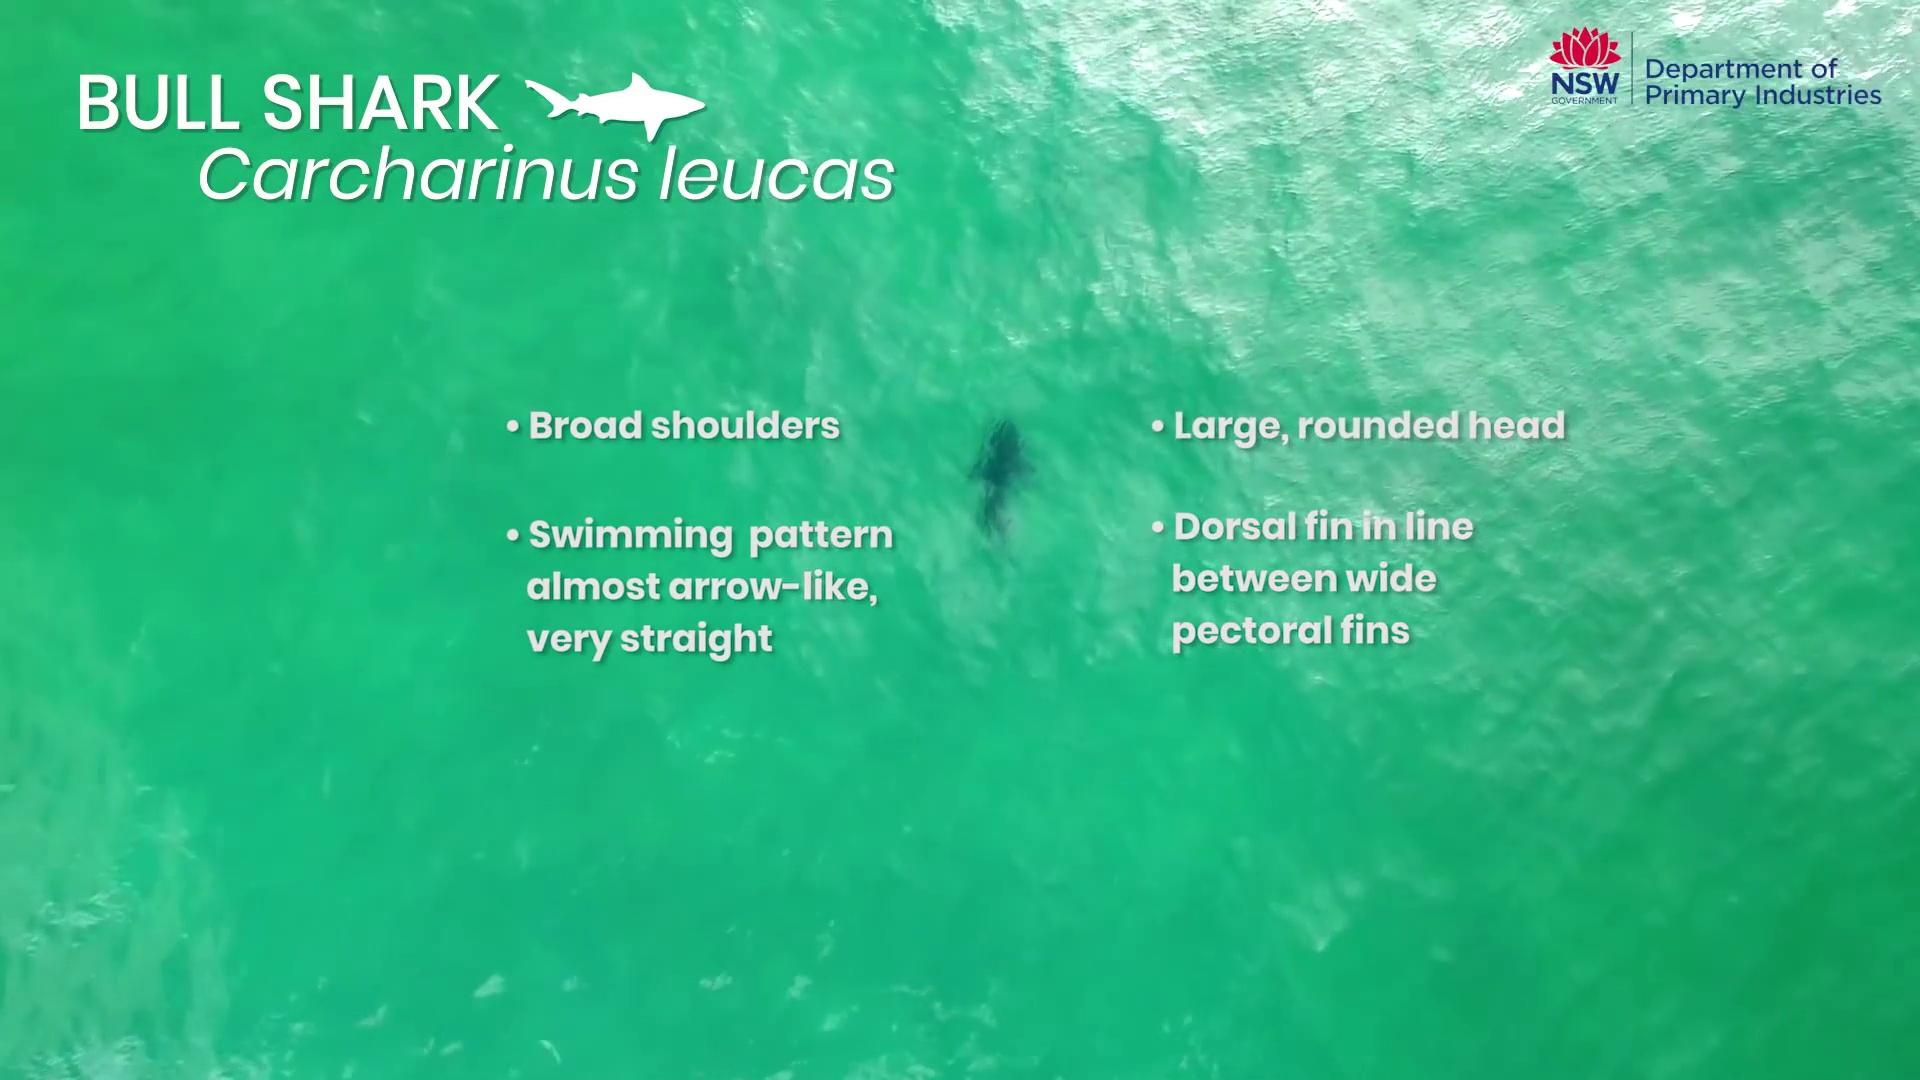 BULL SHARK
Carcharinus leucas
NSW
GOVERNMENT
Department of
Primary Industries
• Broad shoulders
• Swimming pattern
almost arrow-like,
very straight
• Large, rounded head
• Dorsal fin in line
between wide
pectoral fins